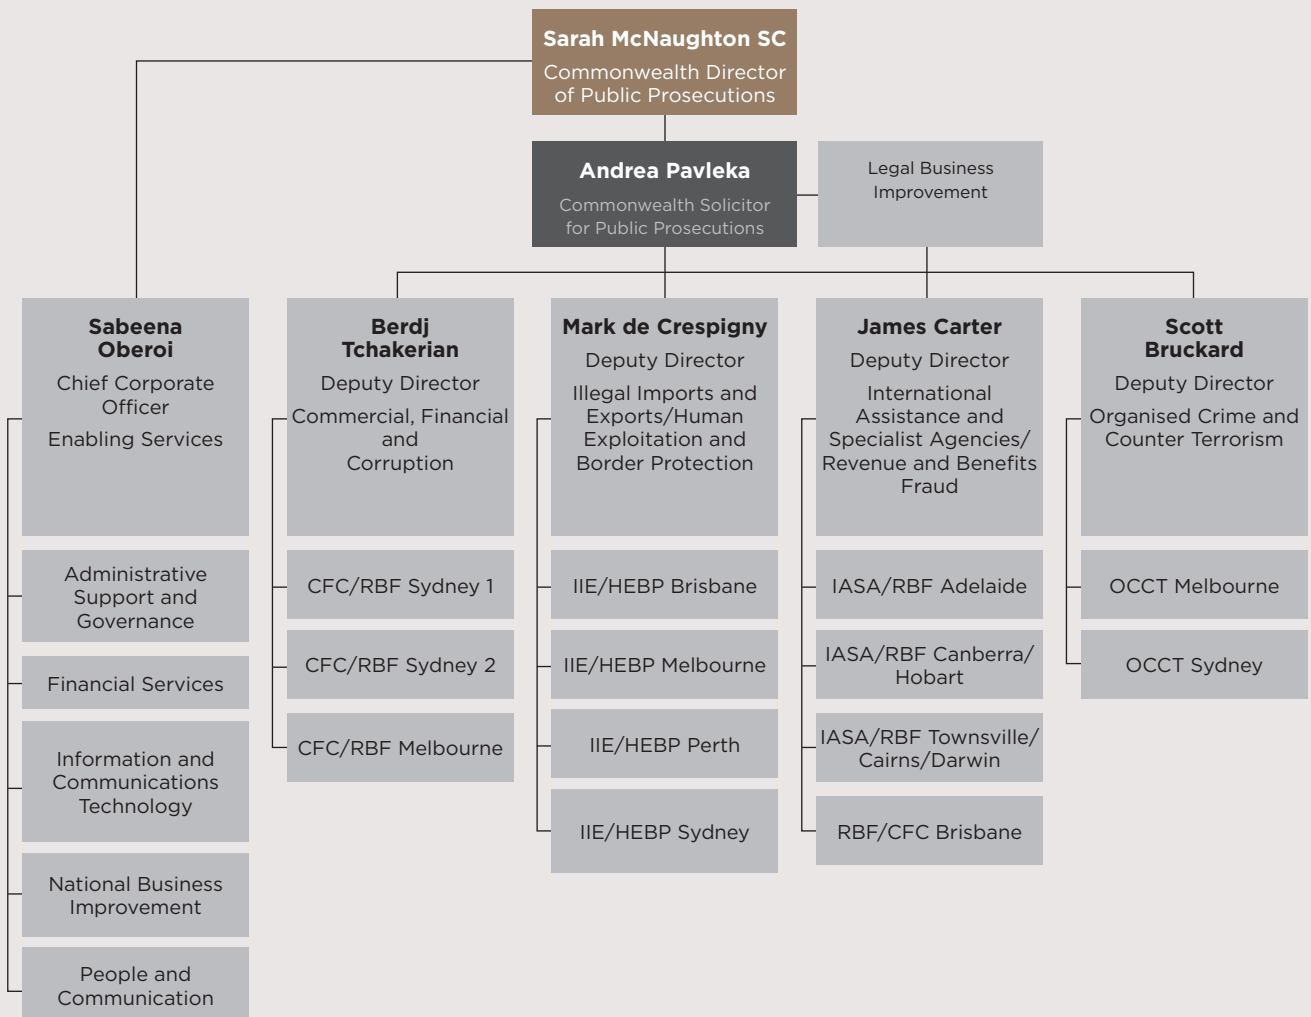 Sarah McNaughton SC
Commonwealth Director
of Public Prosecutions
Andrea Pavleka
Commonwealth Solicitor
for Public Prosecutions
Legal Business
Improvement
Sabeena
Oberoi
Chief Corporate
Officer
Enabling Services
Administrative
Support and
Governance
Financial Services
Information and
Communications
Technology
National Business
Improvement
People and
Communication
Berdj
Tchakerian
Deputy Director
Commercial, Financial
and
Corruption
CFC/RBF Sydney 1
CFC/RBF Sydney 2
CFC/RBF Melbourne
Mark de Crespigny
Deputy Director
Illegal Imports and
Exports/Human
Exploitation and
Border Protection
IIE/HEBP Brisbane
IIE/HEBP Melbourne
IIE/HEBP Perth
IIE/HEBP Sydney
James Carter
Deputy Director
International
Assistance and
Specialist Agencies/
Revenue and Benefits
Fraud
IASA/RBF Adelaide
IASA/RBF Canberra/
Hobart
IASA/RBF Townsville/
Cairns/Darwin
RBF/CFC Brisbane
Scott
Bruckard
Deputy Director
Organised Crime and
Counter Terrorism
OCCT Melbourne
OCCT Sydney